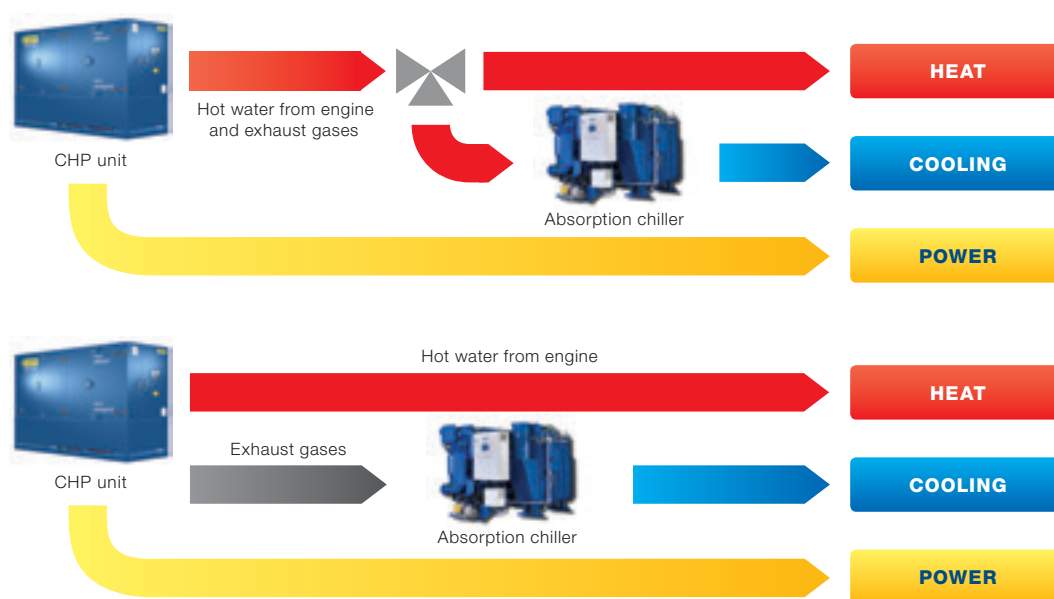 HEAT
Hot water from engine
and exhaust gases
CHP unit
COOLING
Absorption chiller
POWER
Hot water from engine
HEAT
Exhaust gases
CHP unit
COOLING
Absorption chiller
POWER